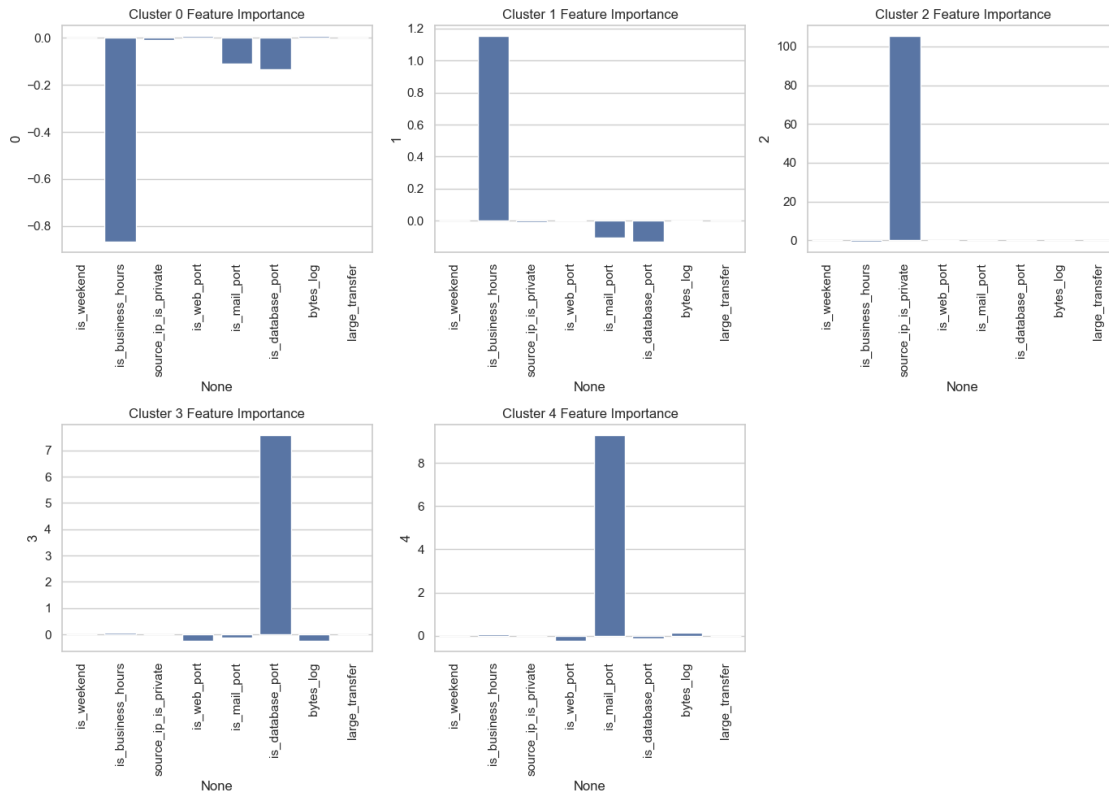 Cluster 0 Feature Importance
0.0
−0.2
−0.4
−0.6
−0.8
0
is_weekend
is_business_hours
source_ip_is_private
is_web_port
is_mail_port
is_database_port
bytes_log
large_transfer
None
Cluster 1 Feature Importance
1.2
1.0
0.8
0.6
0.4
0.2
0.0
1
is_weekend
is_business_hours
source_ip_is_private
is_web_port
is_mail_port
is_database_port
bytes_log
large_transfer
None
Cluster 2 Feature Importance
100
80
60
40
20
0
2
is_weekend
is_business_hours
source_ip_is_private
is_web_port
is_mail_port
is_database_port
bytes_log
large_transfer
None
Cluster 3 Feature Importance
7
6
5
4
3
2
1
0
3
is_weekend
is_business_hours
source_ip_is_private
is_web_port
is_mail_port
is_database_port
bytes_log
large_transfer
None
Cluster 4 Feature Importance
8
6
4
2
0
4
is_weekend
is_business_hours
source_ip_is_private
is_web_port
is_mail_port
is_database_port
bytes_log
large_transfer
None